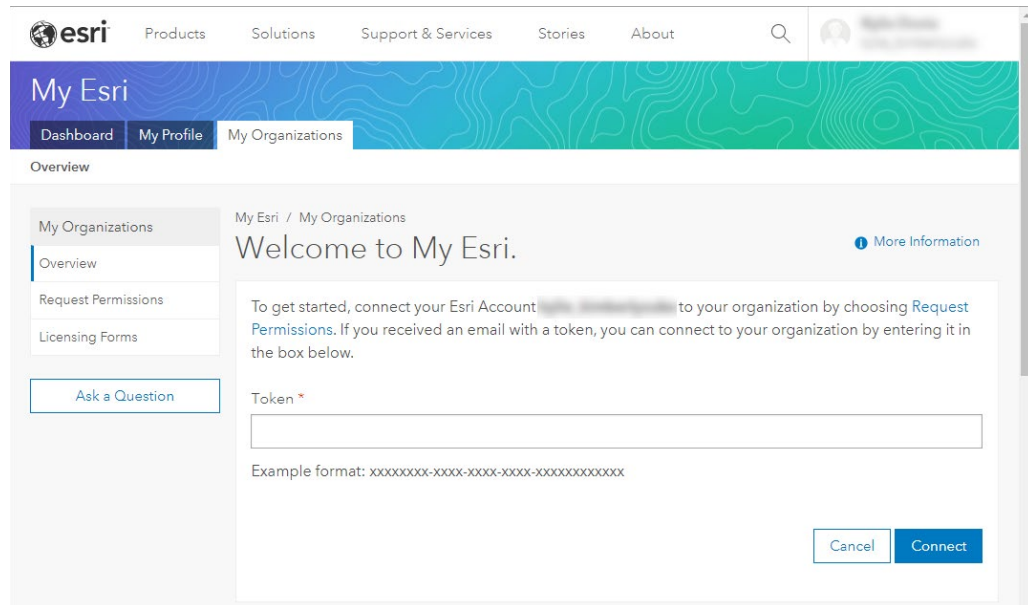 esri Products Solutions Support & Services Stories About
My Esri
Dashboard My Profile My Organizations
Overview
My Organizations
Overview
Request Permissions
Licensing Forms
Ask a Question
My Esri / My Organizations
Welcome to My Esri.
More Information
To get started, connect your Esri Account to your organization by choosing Request
Permissions. If you received an email with a token, you can connect to your organization by entering it in
the box below.
Token *
Example format: xxxxxxxx-xxxx-xxxx-xxxx-xxxxxxxxxxxx
Cancel Connect